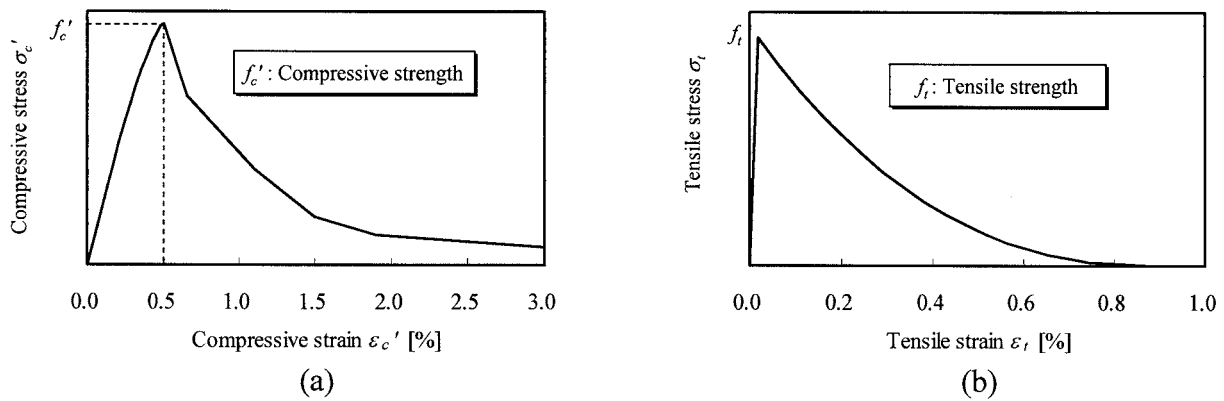 f_c'
Compressive stress σ_c'
f_c' : Compressive strength
0.0 0.5 1.0 1.5 2.0 2.5 3.0
Compressive strain ε_c' [%]
(a)
f_t
Tensile stress σ_t
f_t : Tensile strength
0.0 0.2 0.4 0.6 0.8 1.0
Tensile strain ε_t [%]
(b)